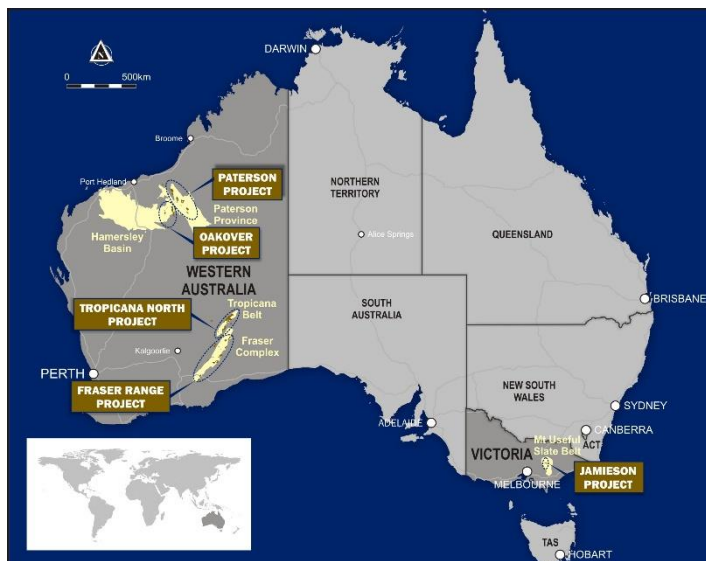 DARWIN
0 500km
Broome
Port Hedland
PATERSON
PROJECT
NORTHERN
TERRITORY
Paterson
Province
Alice Springs
QUEENSLAND
Hamersley
Basin
OAKOVER
PROJECT
WESTERN
AUSTRALIA
BRISBANE
TROPICANA NORTH
PROJECT
Tropicana
Belt
SOUTH
AUSTRALIA
Kalgoorlie
Fraser
Complex
PERTH
FRASER RANGE
PROJECT
NEW SOUTH
WALES
SYDNEY
ADELAIDE
CANBERRA
ACT
VICTORIA
Mt Useful
Slate Belt
MELBOURNE
JAMIESON
PROJECT
TAS
HOBART